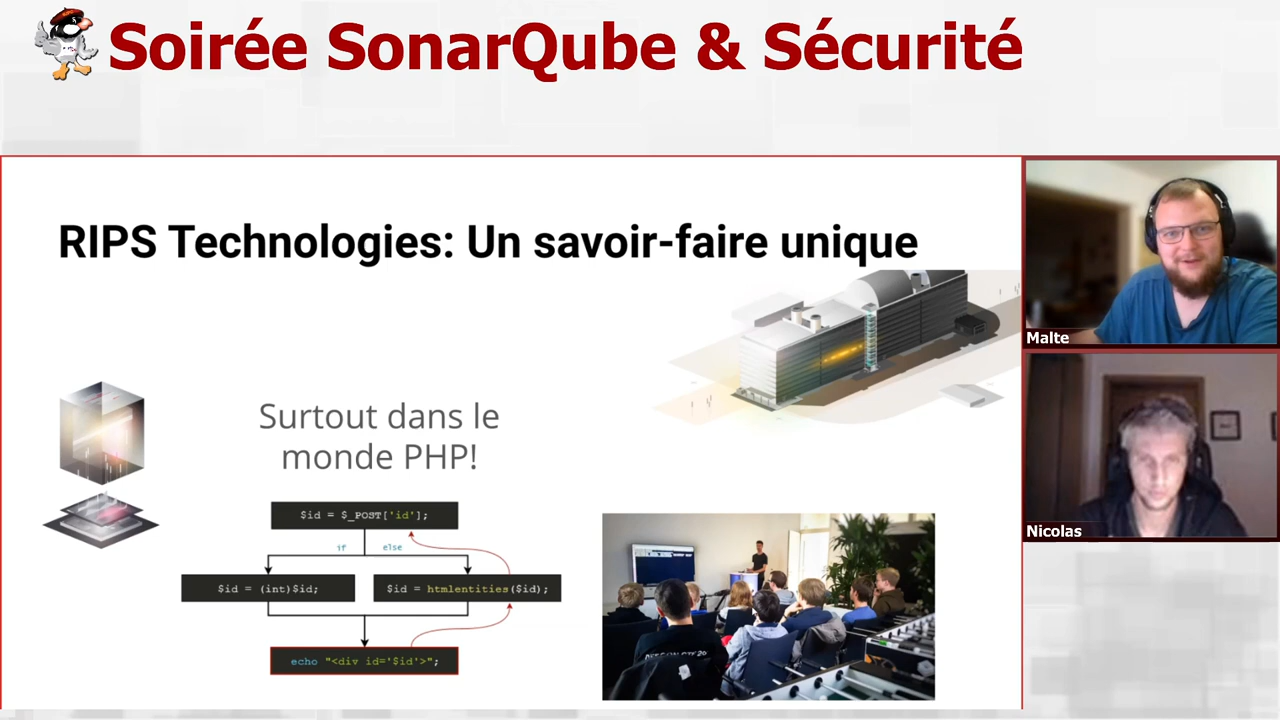 Soirée SonarQube & Sécurité
RIPS Technologies: Un savoir-faire unique
Surtout dans le
monde PHP!
$id = $_POST['id'];
if else
$id = (int)$id;
$id = htmlentities($id);
echo "<div id='$id'>";
Malte
Nicolas